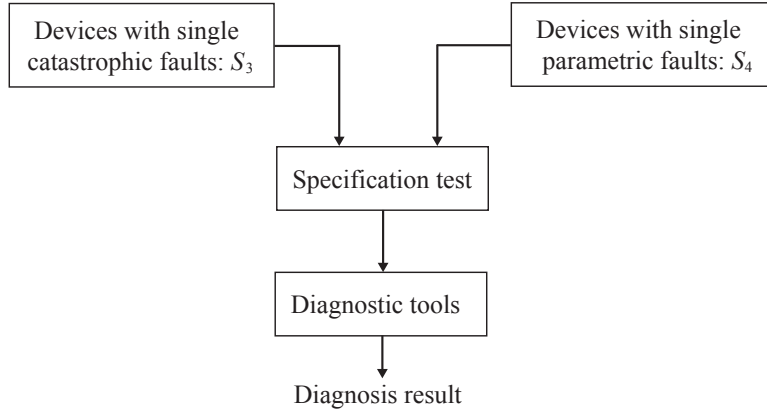 Devices with single
catastrophic faults: S₃
Devices with single
parametric faults: S₄
Specification test
Diagnostic tools
Diagnosis result